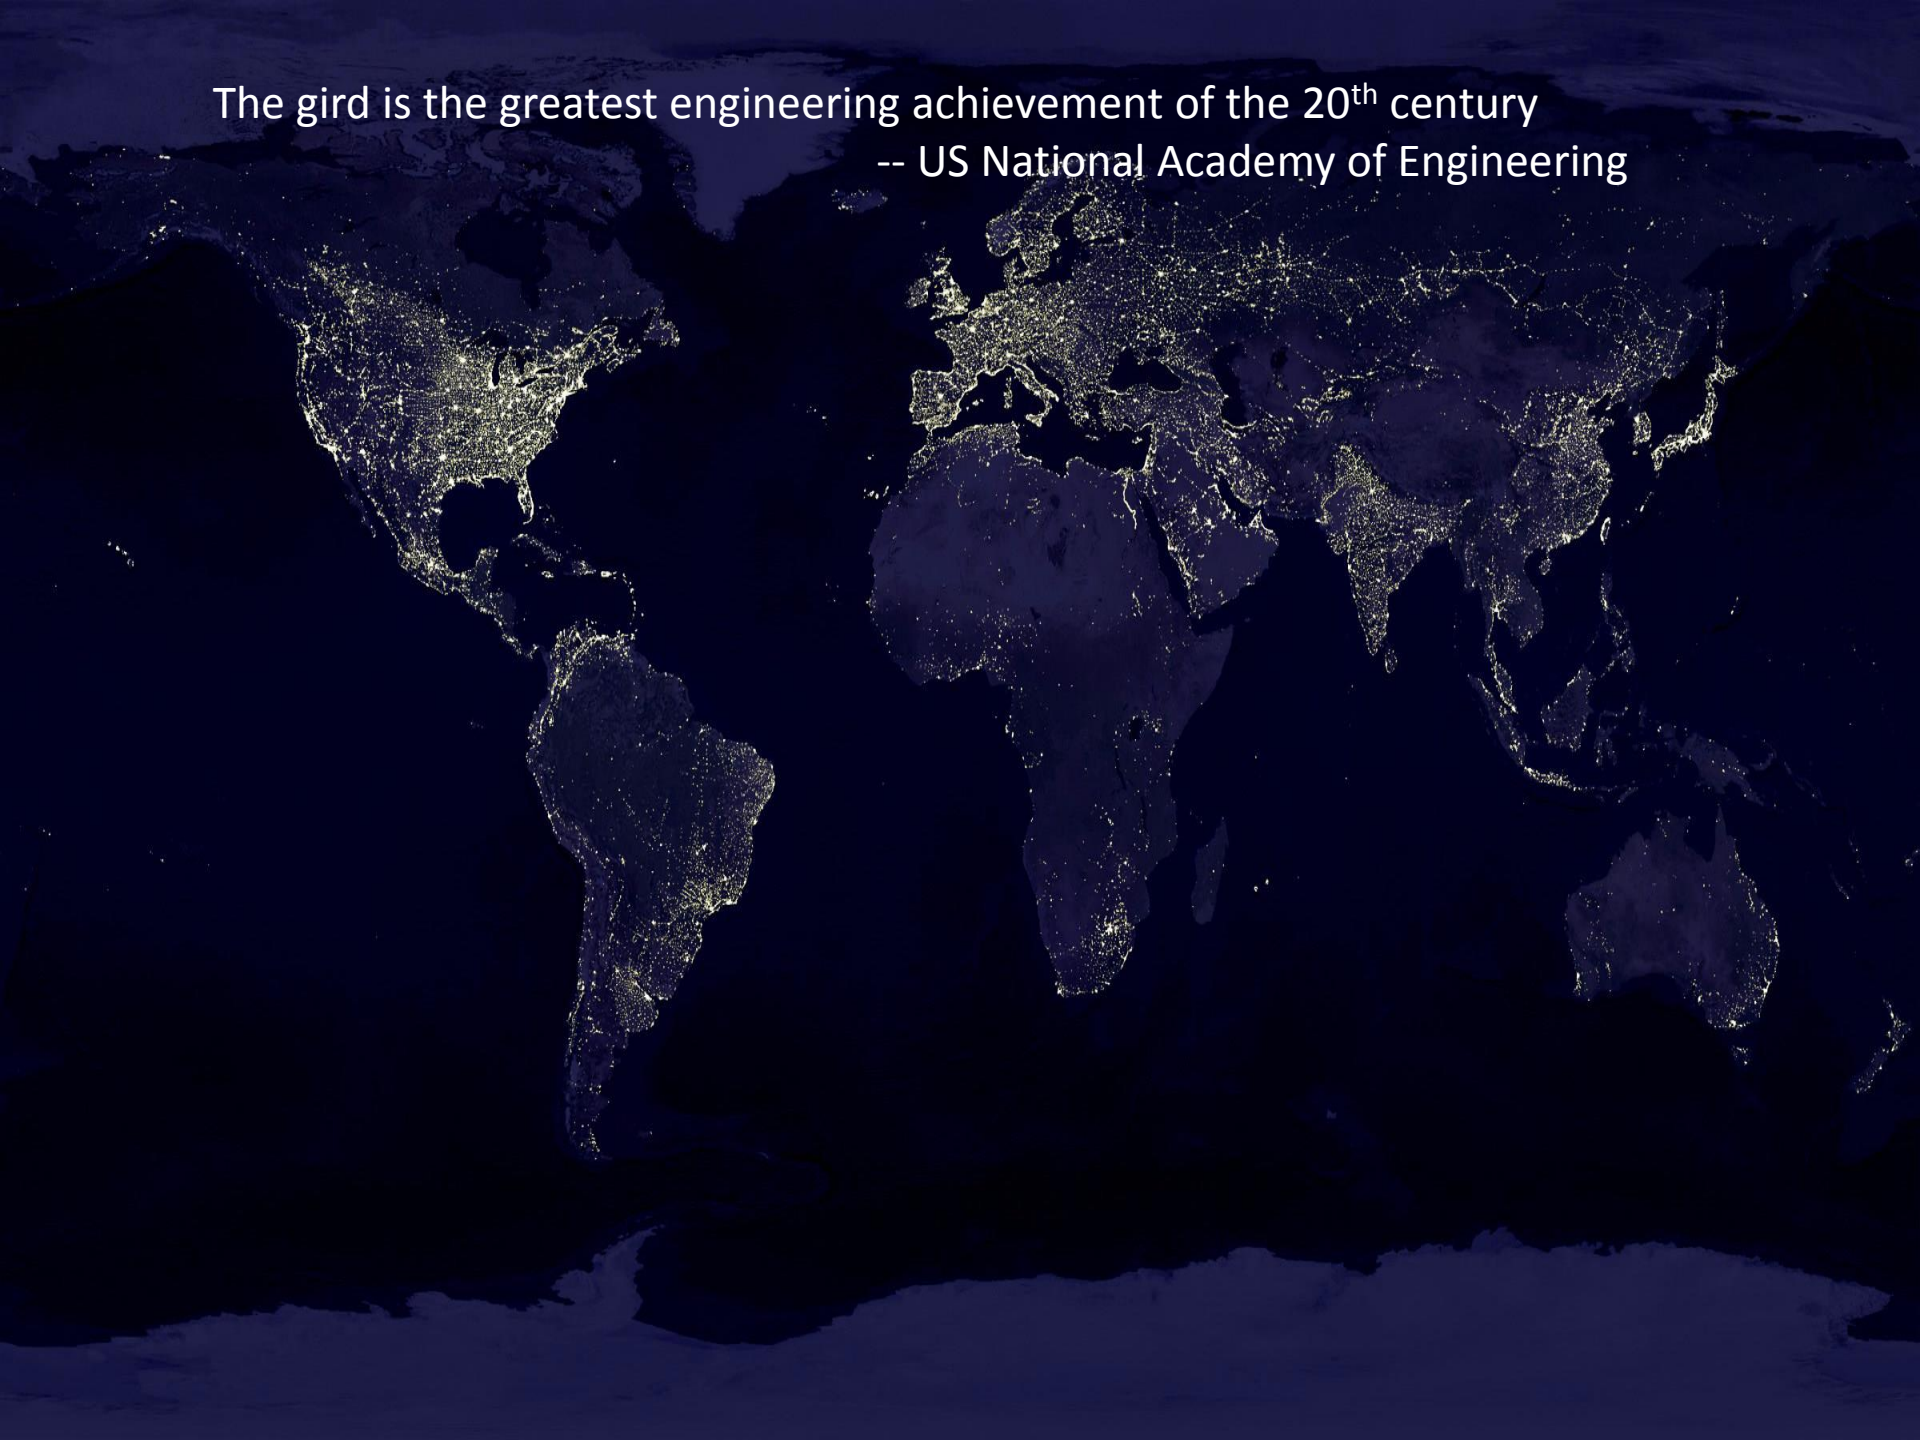 The gird is the greatest engineering achievement of the 20th century
-- US National Academy of Engineering